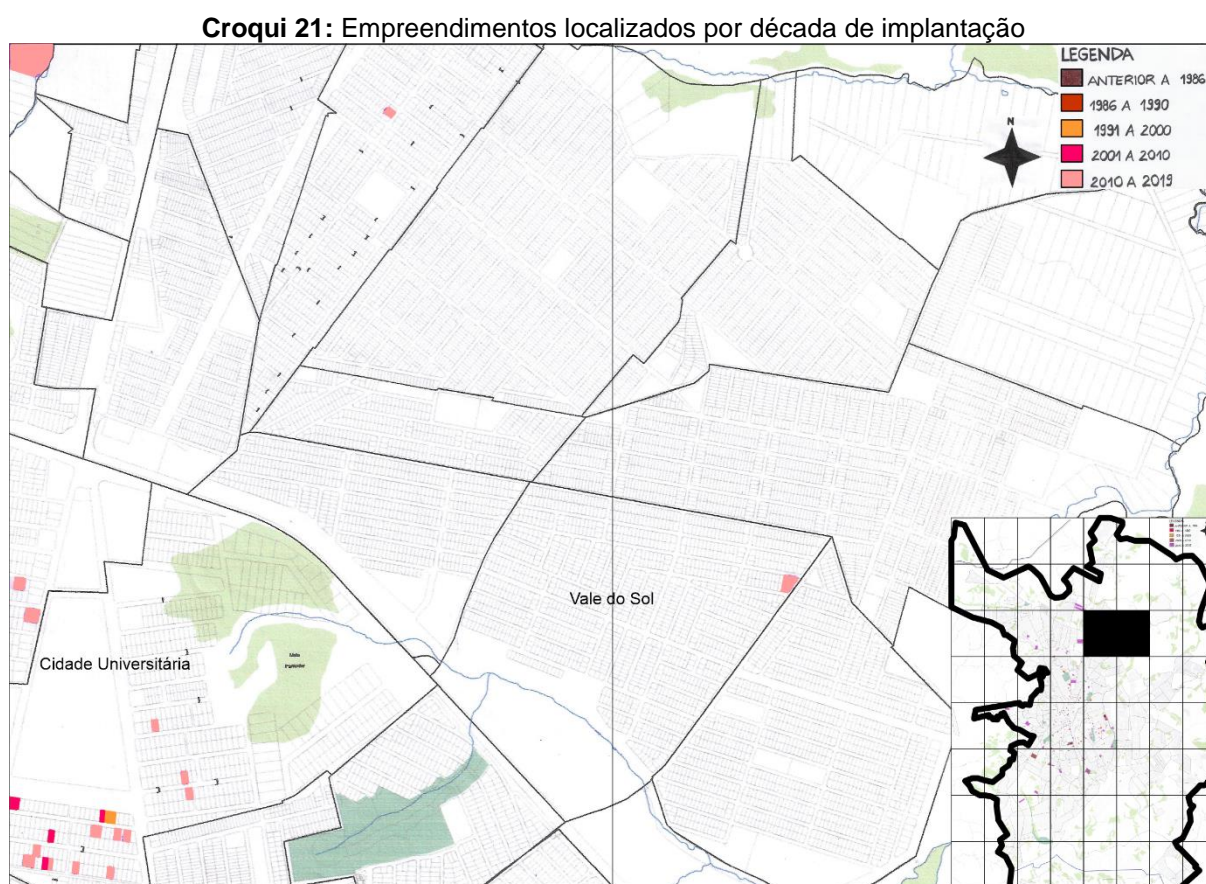 Croqui 21: Empreendimentos localizados por década de implantação
LEGENDA
ANTERIOR A 1986
1986 A 1990
1991 A 2000
2001 A 2010
2010 A 2019
N
Vale do Sol
Cidade Universitária